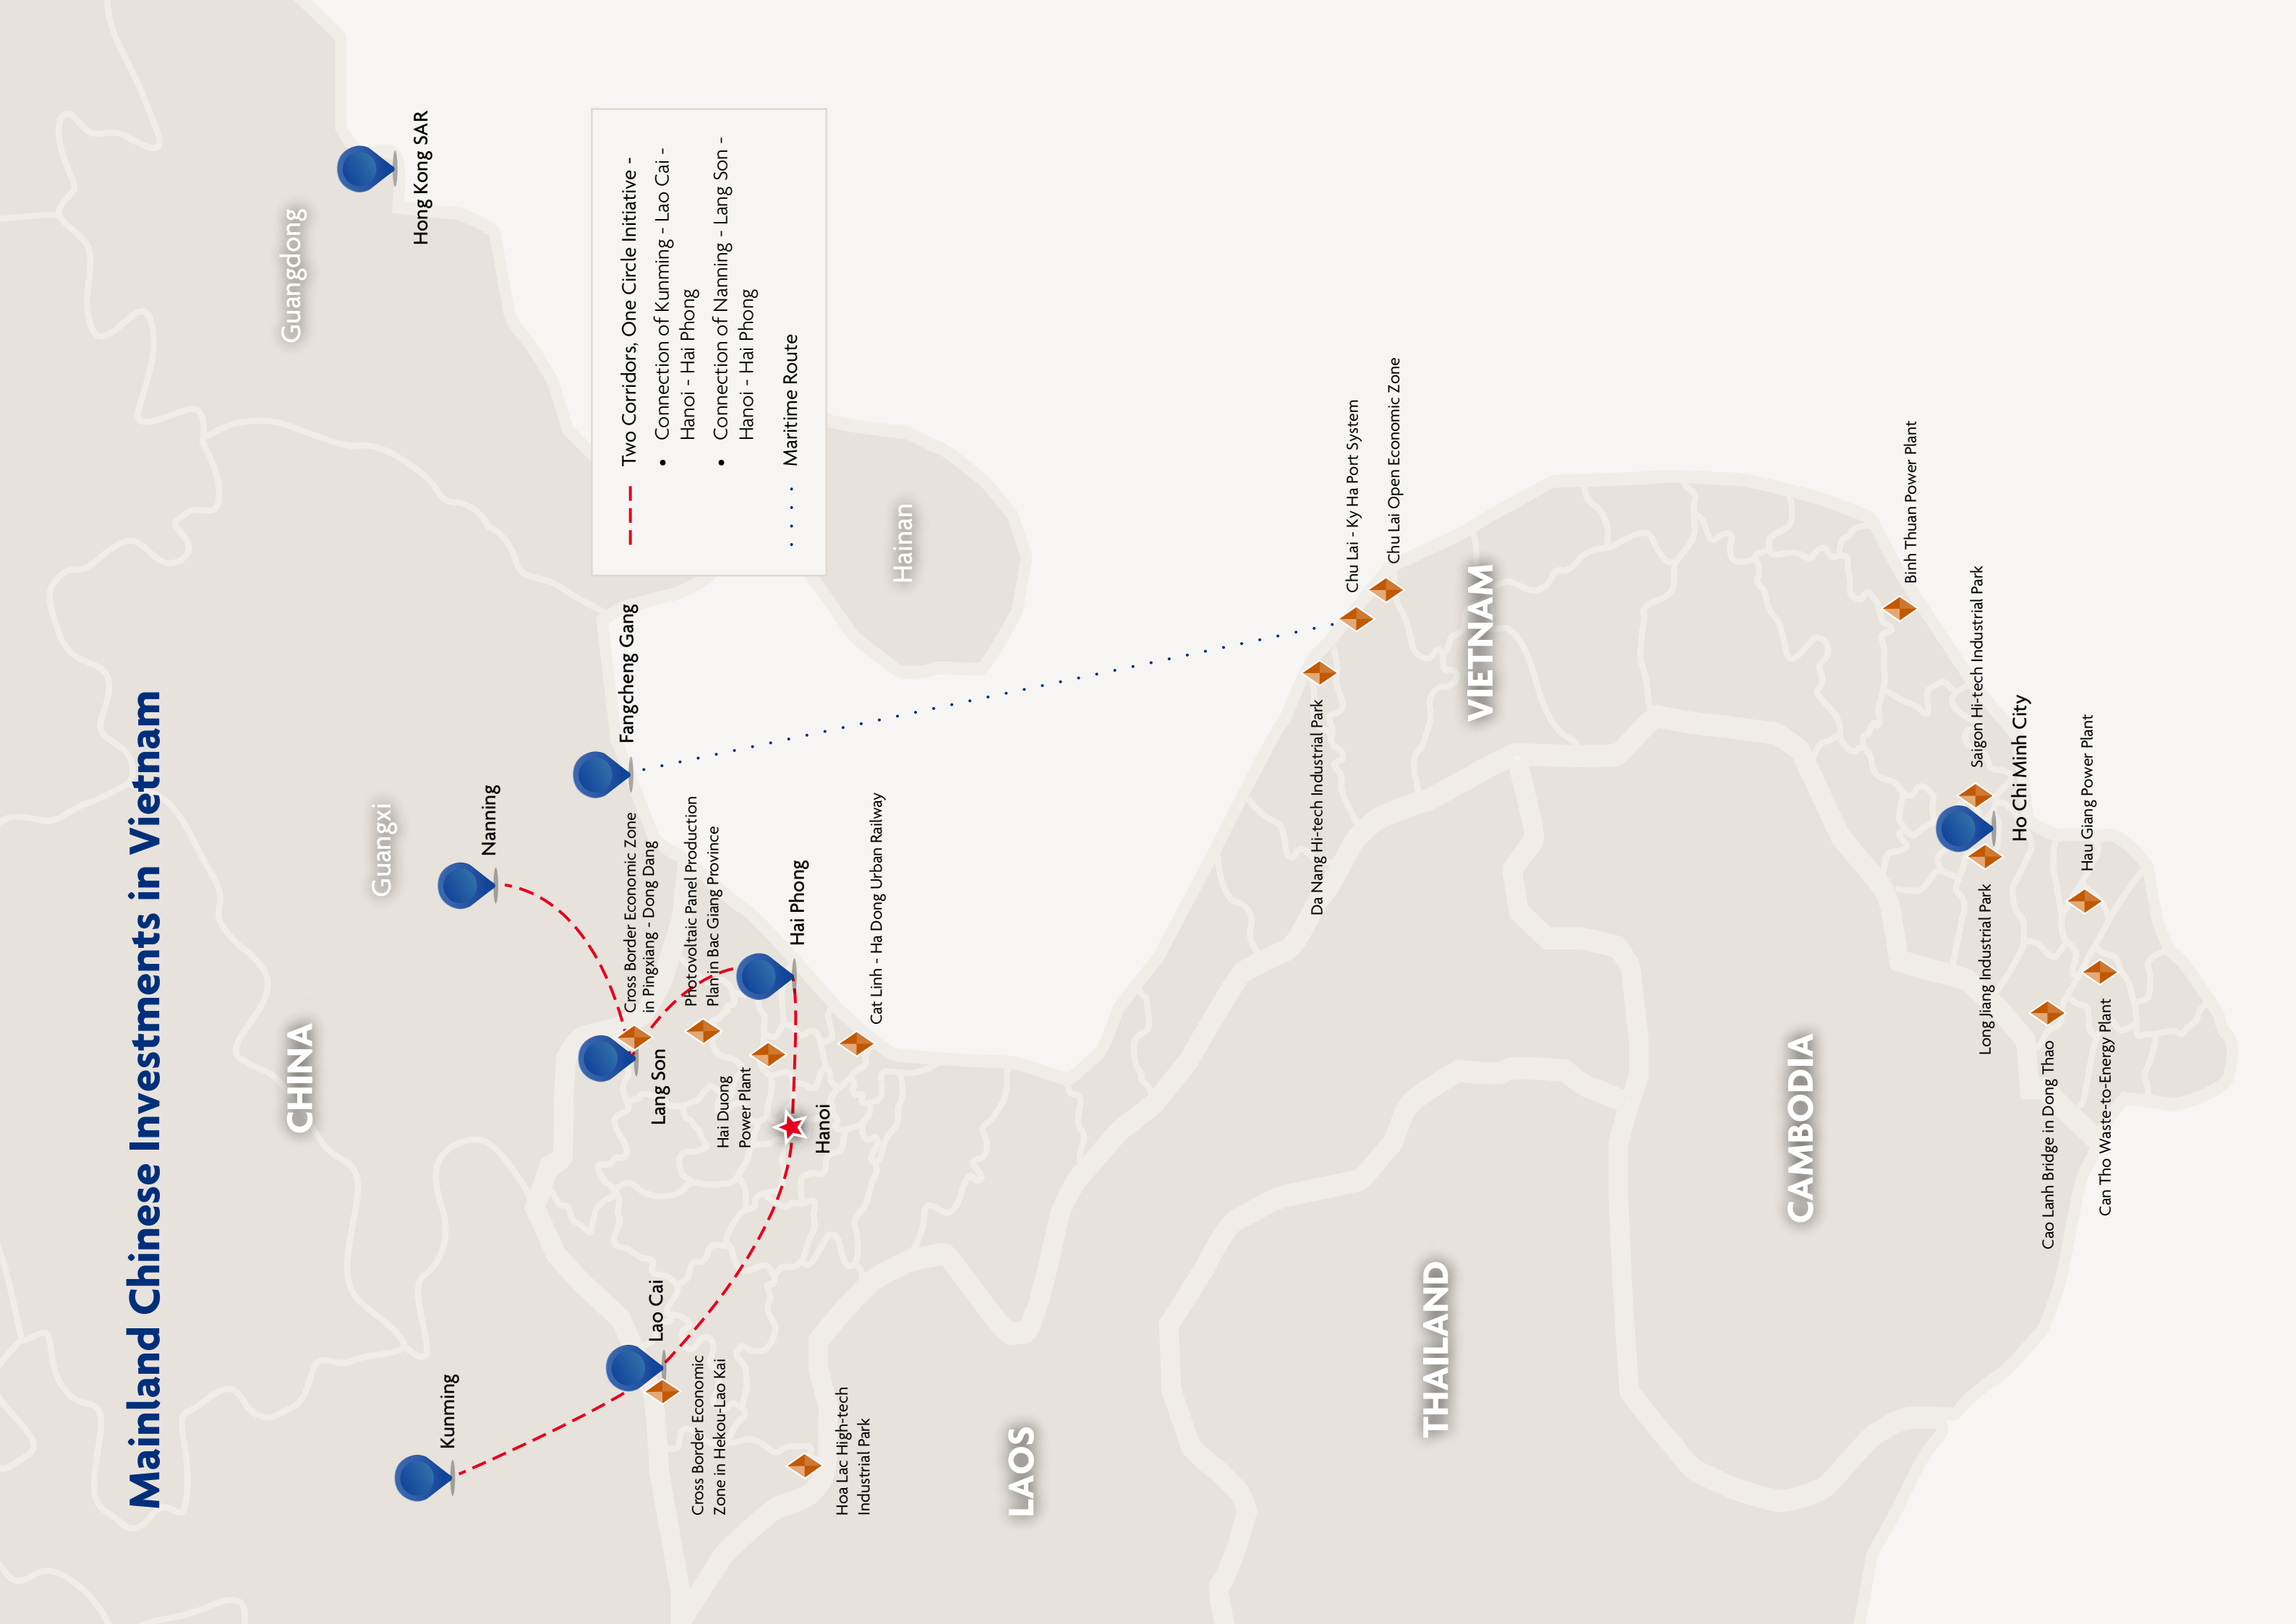 Mainland Chinese Investments in Vietnam
CHINA
Guangxi
Guangdong
Kunming
Nanning
Hong Kong SAR
Fangcheng Gang
Two Corridors, One Circle Initiative -
• Connection of Kunming - Lao Cai -
Hanoi - Hai Phong
• Connection of Nanning - Lang Son -
Hanoi - Hai Phong
Maritime Route
Lao Cai
Lang Son
Cross Border Economic Zone
in Pingxiang - Dong Dang
Photovoltaic Panel Production
Plan in Bac Giang Province
Cross Border Economic
Zone in Hekou-Lao Kai
Hai Duong
Power Plant
Hai Phong
Hanoi
Hoa Lac High-tech
Industrial Park
Cat Linh - Ha Dong Urban Railway
Hainan
LAOS
Da Nang Hi-tech Industrial Park
Chu Lai - Ky Ha Port System
Chu Lai Open Economic Zone
THAILAND
VIETNAM
CAMBODIA
Binh Thuan Power Plant
Saigon Hi-tech Industrial Park
Long Jiang Industrial Park
Ho Chi Minh City
Cao Lanh Bridge in Dong Thao
Hau Giang Power Plant
Can Tho Waste-to-Energy Plant